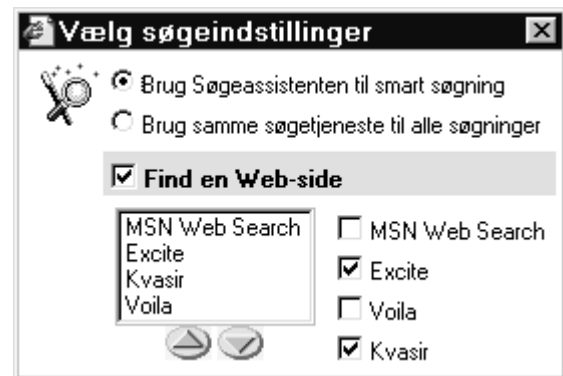 Vælg søgeindstillinger
Brug Søgeassistenten til smart søgning
Brug samme søgetjeneste til alle søgninger
Find en Web-side
MSN Web Search
Excite
Kvasir
Voila
MSN Web Search
Excite
Voila
Kvasir